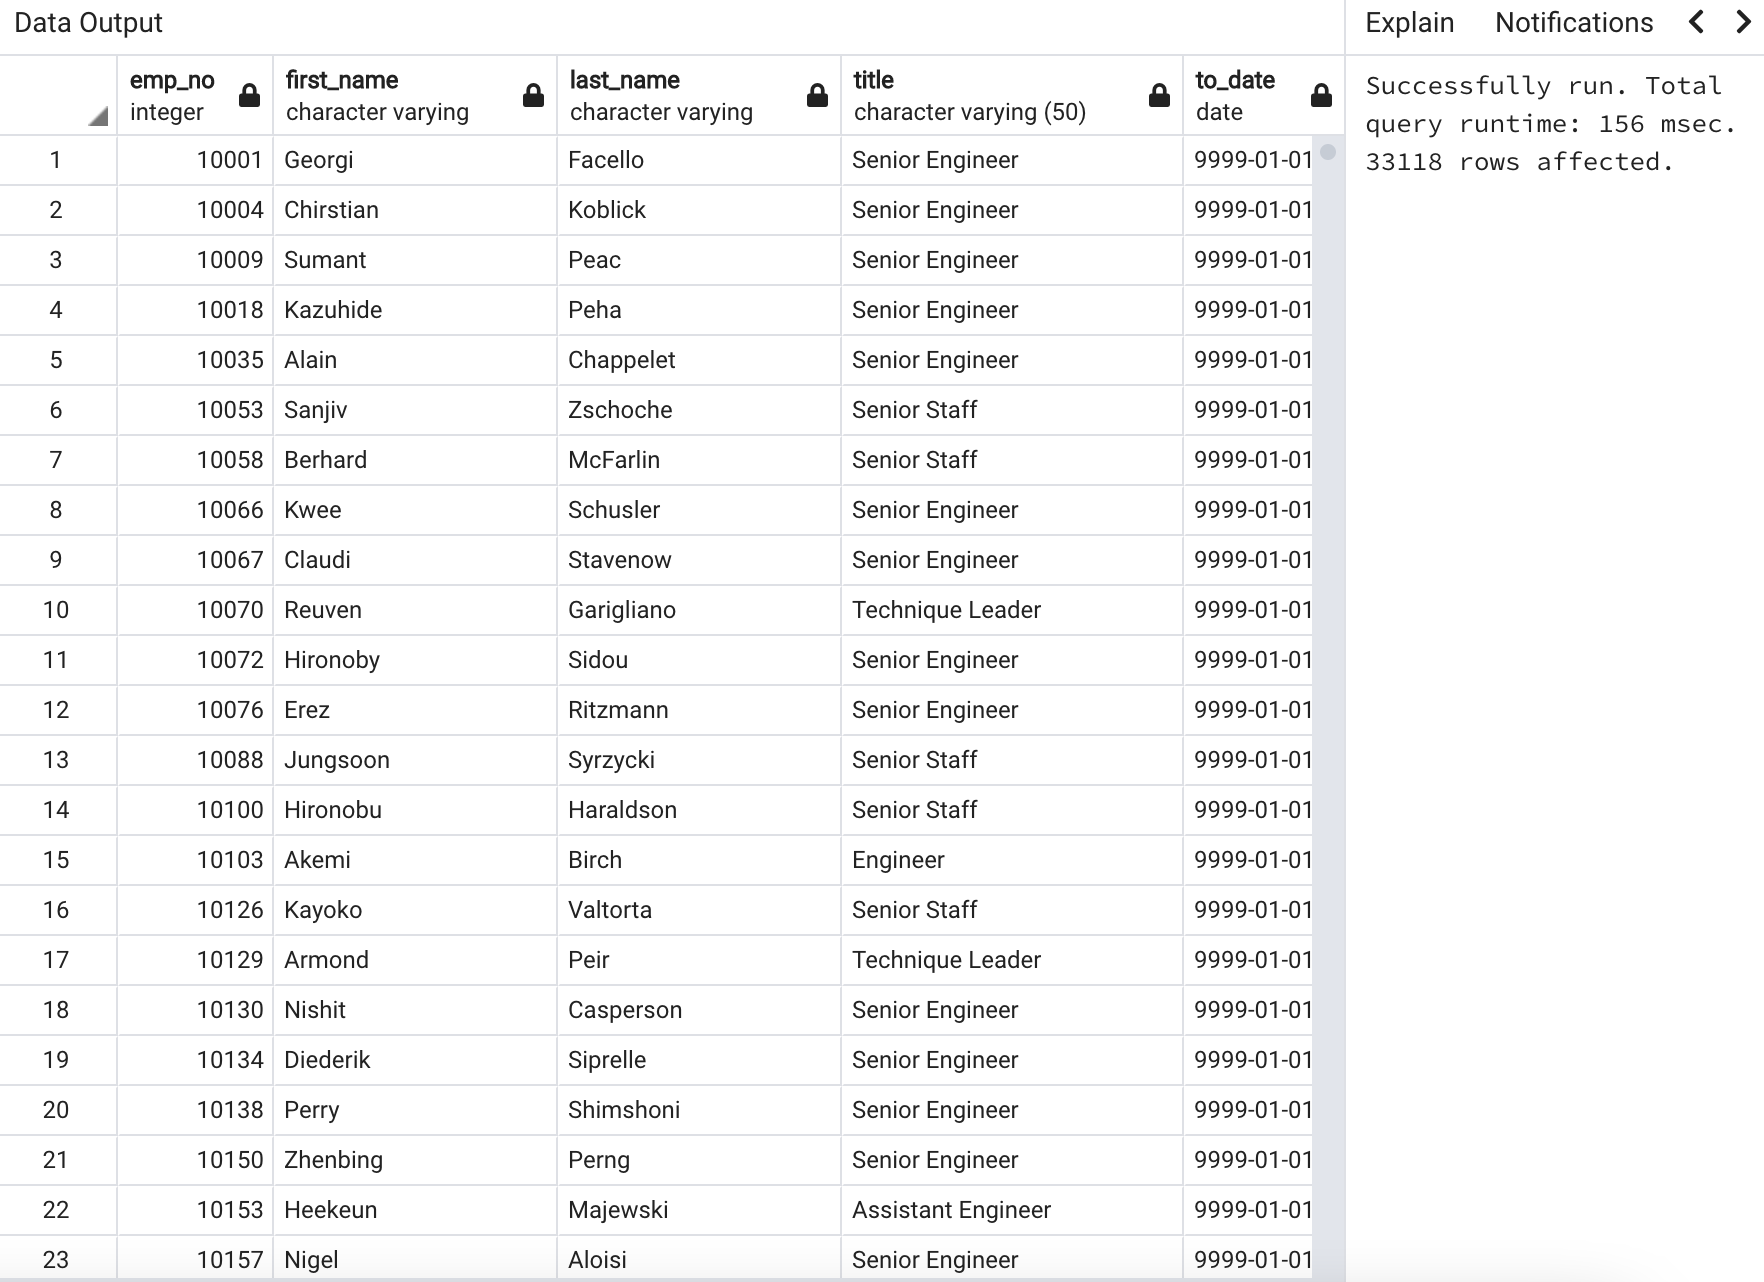 Data Output
Explain Notifications
emp_no first_name last_name title to_date
integer character varying character varying character varying (50) date
1 10001 Georgi Facello Senior Engineer 9999-01-01
2 10004 Chirstian Koblick Senior Engineer 9999-01-01
3 10009 Sumant Peac Senior Engineer 9999-01-01
4 10018 Kazuhide Peha Senior Engineer 9999-01-01
5 10035 Alain Chappelet Senior Engineer 9999-01-01
6 10053 Sanjiv Zschoche Senior Staff 9999-01-01
7 10058 Berhard McFarlin Senior Staff 9999-01-01
8 10066 Kwee Schusler Senior Engineer 9999-01-01
9 10067 Claudi Stavenow Senior Engineer 9999-01-01
10 10070 Reuven Garigliano Technique Leader 9999-01-01
11 10072 Hironoby Sidou Senior Engineer 9999-01-01
12 10076 Erez Ritzmann Senior Engineer 9999-01-01
13 10088 Jungsoon Syrzycki Senior Staff 9999-01-01
14 10100 Hironobu Haraldson Senior Staff 9999-01-01
15 10103 Akemi Birch Engineer 9999-01-01
16 10126 Kayoko Valtorta Senior Staff 9999-01-01
17 10129 Armond Peir Technique Leader 9999-01-01
18 10130 Nishit Casperson Senior Engineer 9999-01-01
19 10134 Diederik Siprelle Senior Engineer 9999-01-01
20 10138 Perry Shimshoni Senior Engineer 9999-01-01
21 10150 Zhenbing Perng Senior Engineer 9999-01-01
22 10153 Heekeun Majewski Assistant Engineer 9999-01-01
23 10157 Nigel Aloisi Senior Engineer 9999-01-01
Successfully run. Total
query runtime: 156 msec.
33118 rows affected.